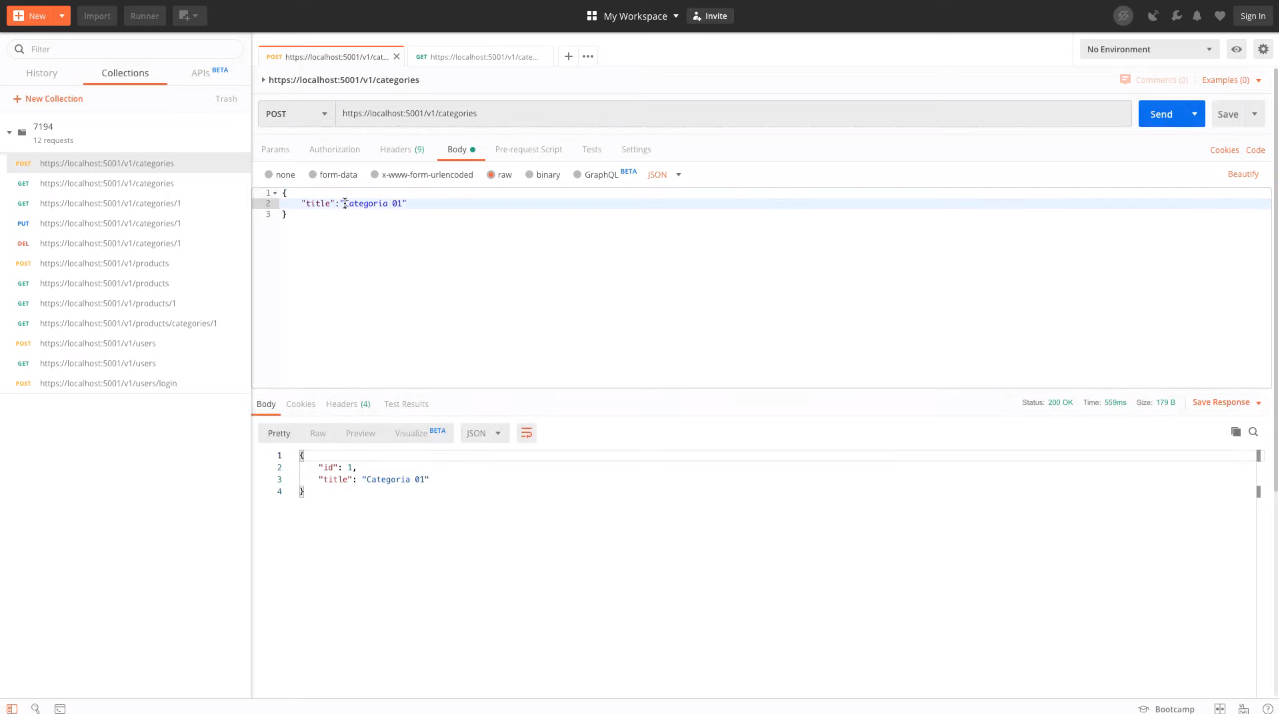 New Import Runner My Workspace Invite Sign In
Filter
History Collections APIs BETA
+ New Collection Trash
7194
12 requests
POST https://localhost:5001/v1/categories
GET https://localhost:5001/v1/categories
GET https://localhost:5001/v1/categories/1
PUT https://localhost:5001/v1/categories/1
DEL https://localhost:5001/v1/categories/1
POST https://localhost:5001/v1/products
GET https://localhost:5001/v1/products
GET https://localhost:5001/v1/products/1
GET https://localhost:5001/v1/products/categories/1
POST https://localhost:5001/v1/users
GET https://localhost:5001/v1/users
POST https://localhost:5001/v1/users/login
POST https://localhost:5001/v1/cat... GET https://localhost:5001/v1/cate... No Environment
https://localhost:5001/v1/categories Comments (0) Examples (0)
POST https://localhost:5001/v1/categories Send Save
Params Authorization Headers (9) Body Pre-request Script Tests Settings Cookies Code
none form-data x-www-form-urlencoded raw binary GraphQL BETA JSON Beautify
1 {
2 "title":"Categoria 01"
3 }
Body Cookies Headers (4) Test Results Status: 200 OK Time: 559ms Size: 179 B Save Response
Pretty Raw Preview Visualize BETA JSON
1 {
2 "id": 1,
3 "title": "Categoria 01"
4 }
Bootcamp